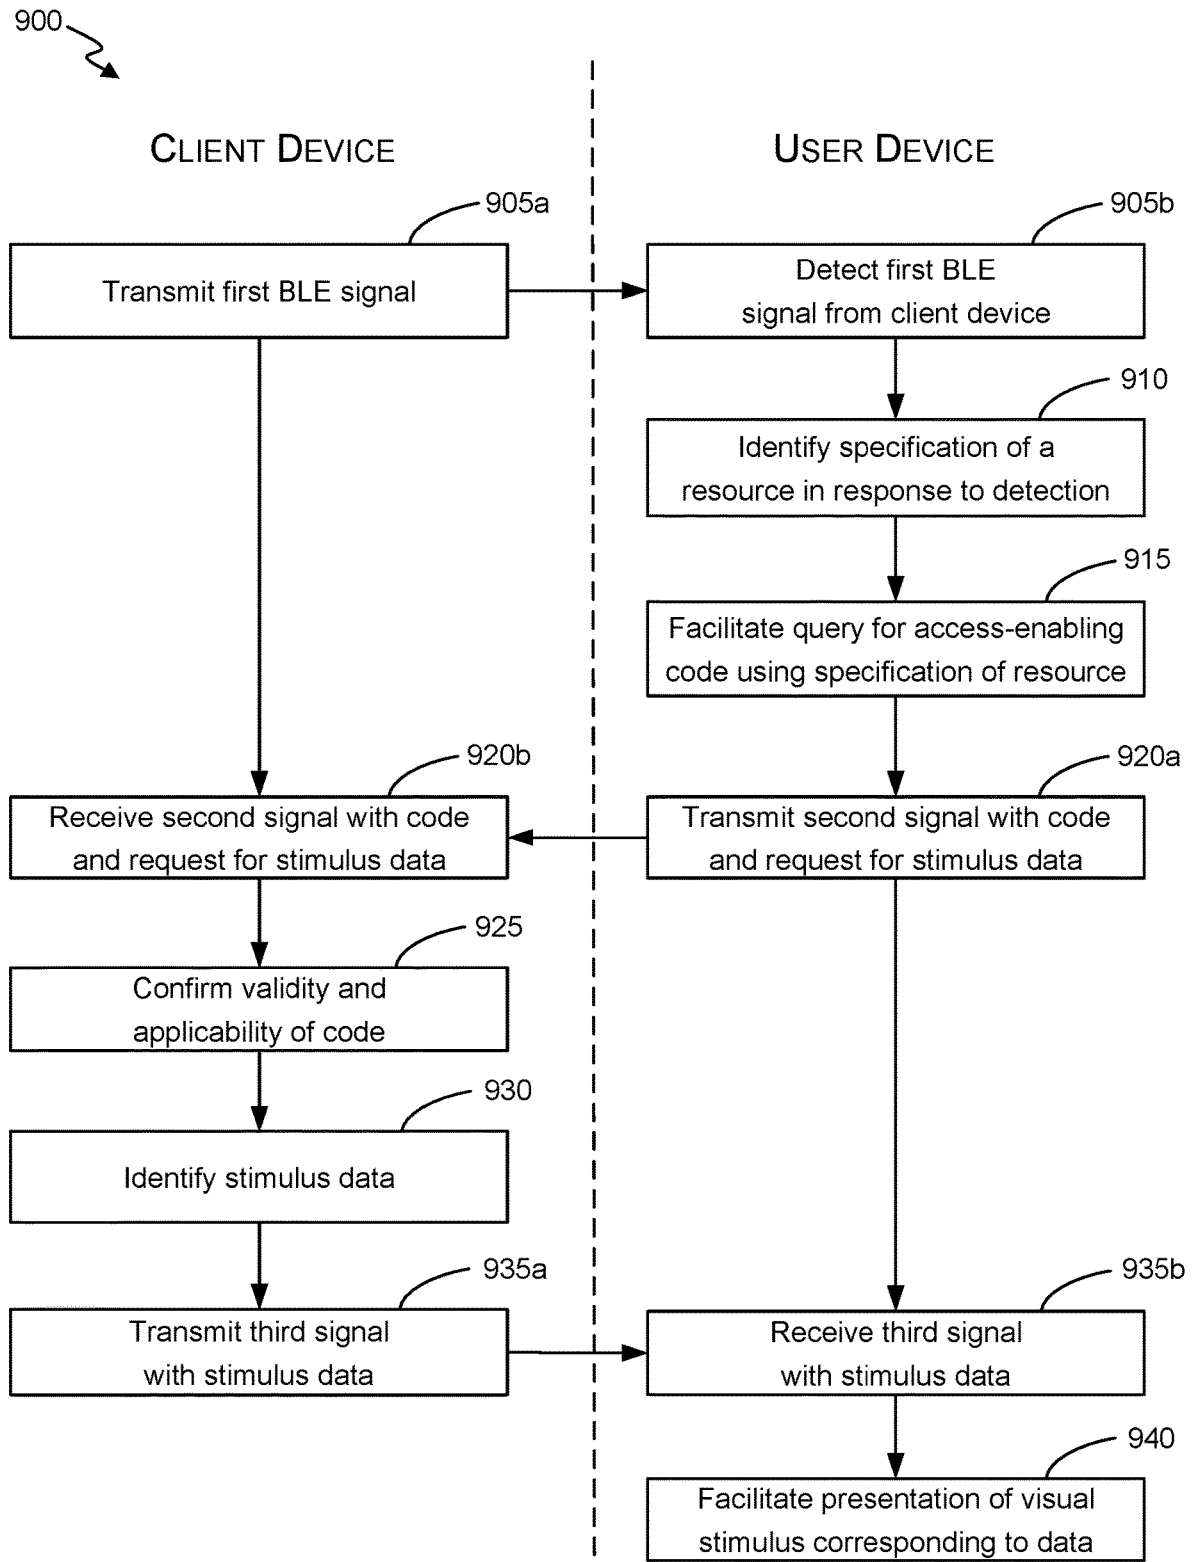 900
CLIENT DEVICE
USER DEVICE
905a
Transmit first BLE signal
905b
Detect first BLE
signal from client device
910
Identify specification of a
resource in response to detection
915
Facilitate query for access-enabling
code using specification of resource
920b
Receive second signal with code
and request for stimulus data
920a
Transmit second signal with code
and request for stimulus data
925
Confirm validity and
applicability of code
930
Identify stimulus data
935a
Transmit third signal
with stimulus data
935b
Receive third signal
with stimulus data
940
Facilitate presentation of visual
stimulus corresponding to data